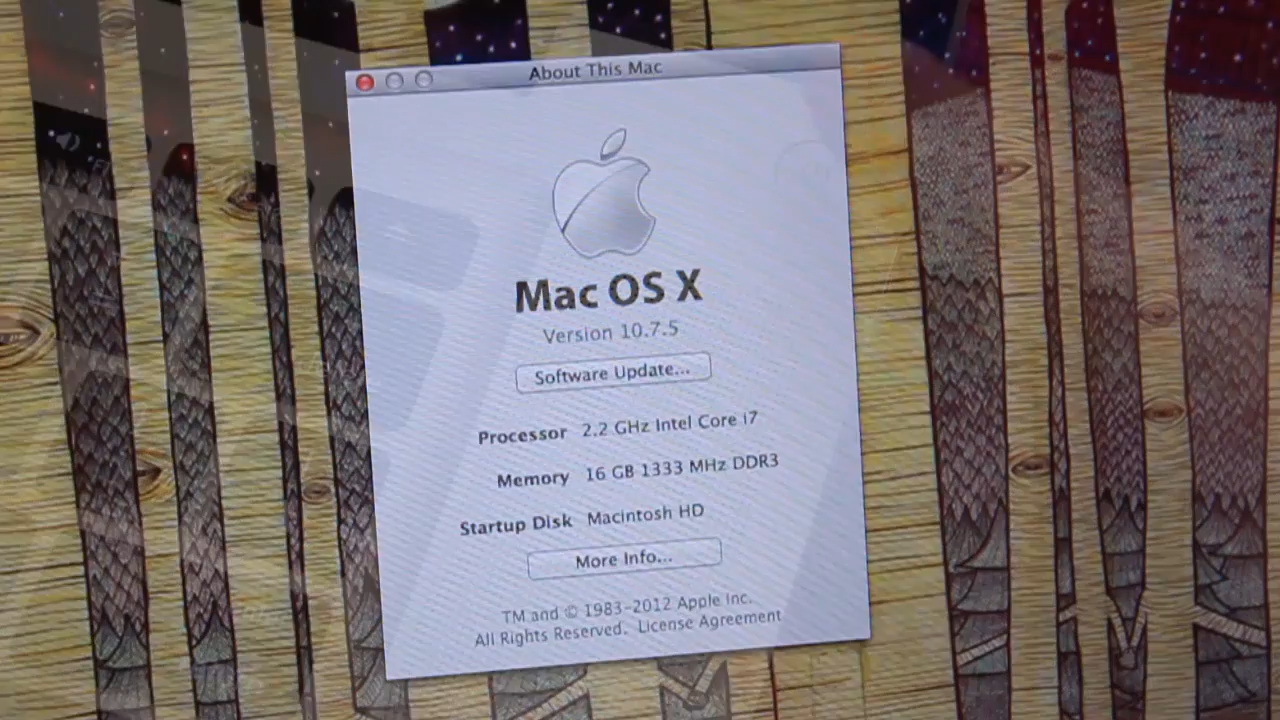 About This Mac
Mac OS X
Version 10.7.5
Software Update...
Processor 2.2 GHz Intel Core i7
Memory 16 GB 1333 MHz DDR3
Startup Disk Macintosh HD
More Info...
TM and © 1983-2012 Apple Inc.
All Rights Reserved. License Agreement